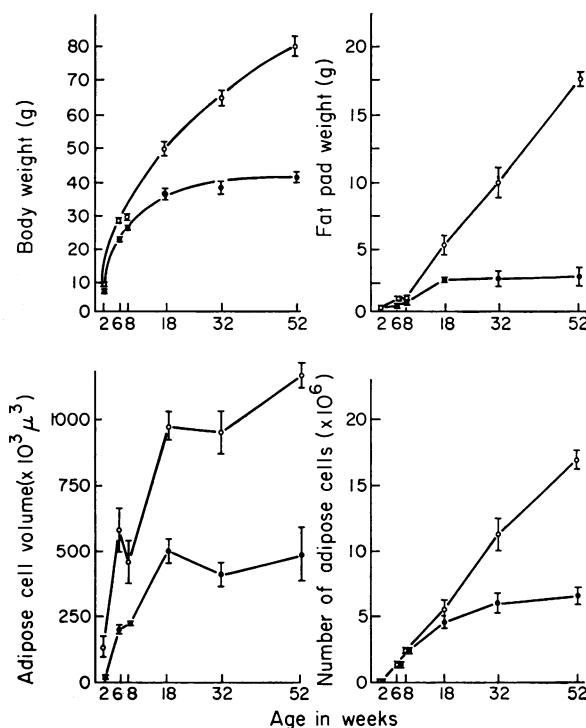 Body weight (g)
80
70
60
50
40
30
20
10
0
2 6 8 18 32 52
Fat pad weight (g)
20
15
10
5
0
2 6 8 18 32 52
Adipose cell volume(x 10³ μ³)
1000
750
500
250
0
2 6 8 18 32 52
Number of adipose cells (x10⁶)
20
15
10
5
0
2 6 8 18 32 52
Age in weeks